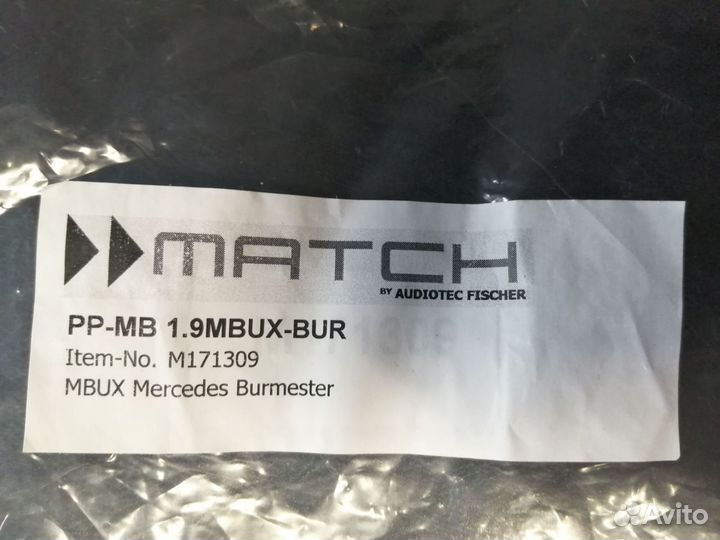 MATCH
BY AUDIOTEC FISCHER
PP-MB 1.9MBUX-BUR
Item-No. M171309
MBUX Mercedes Burmester
Avito